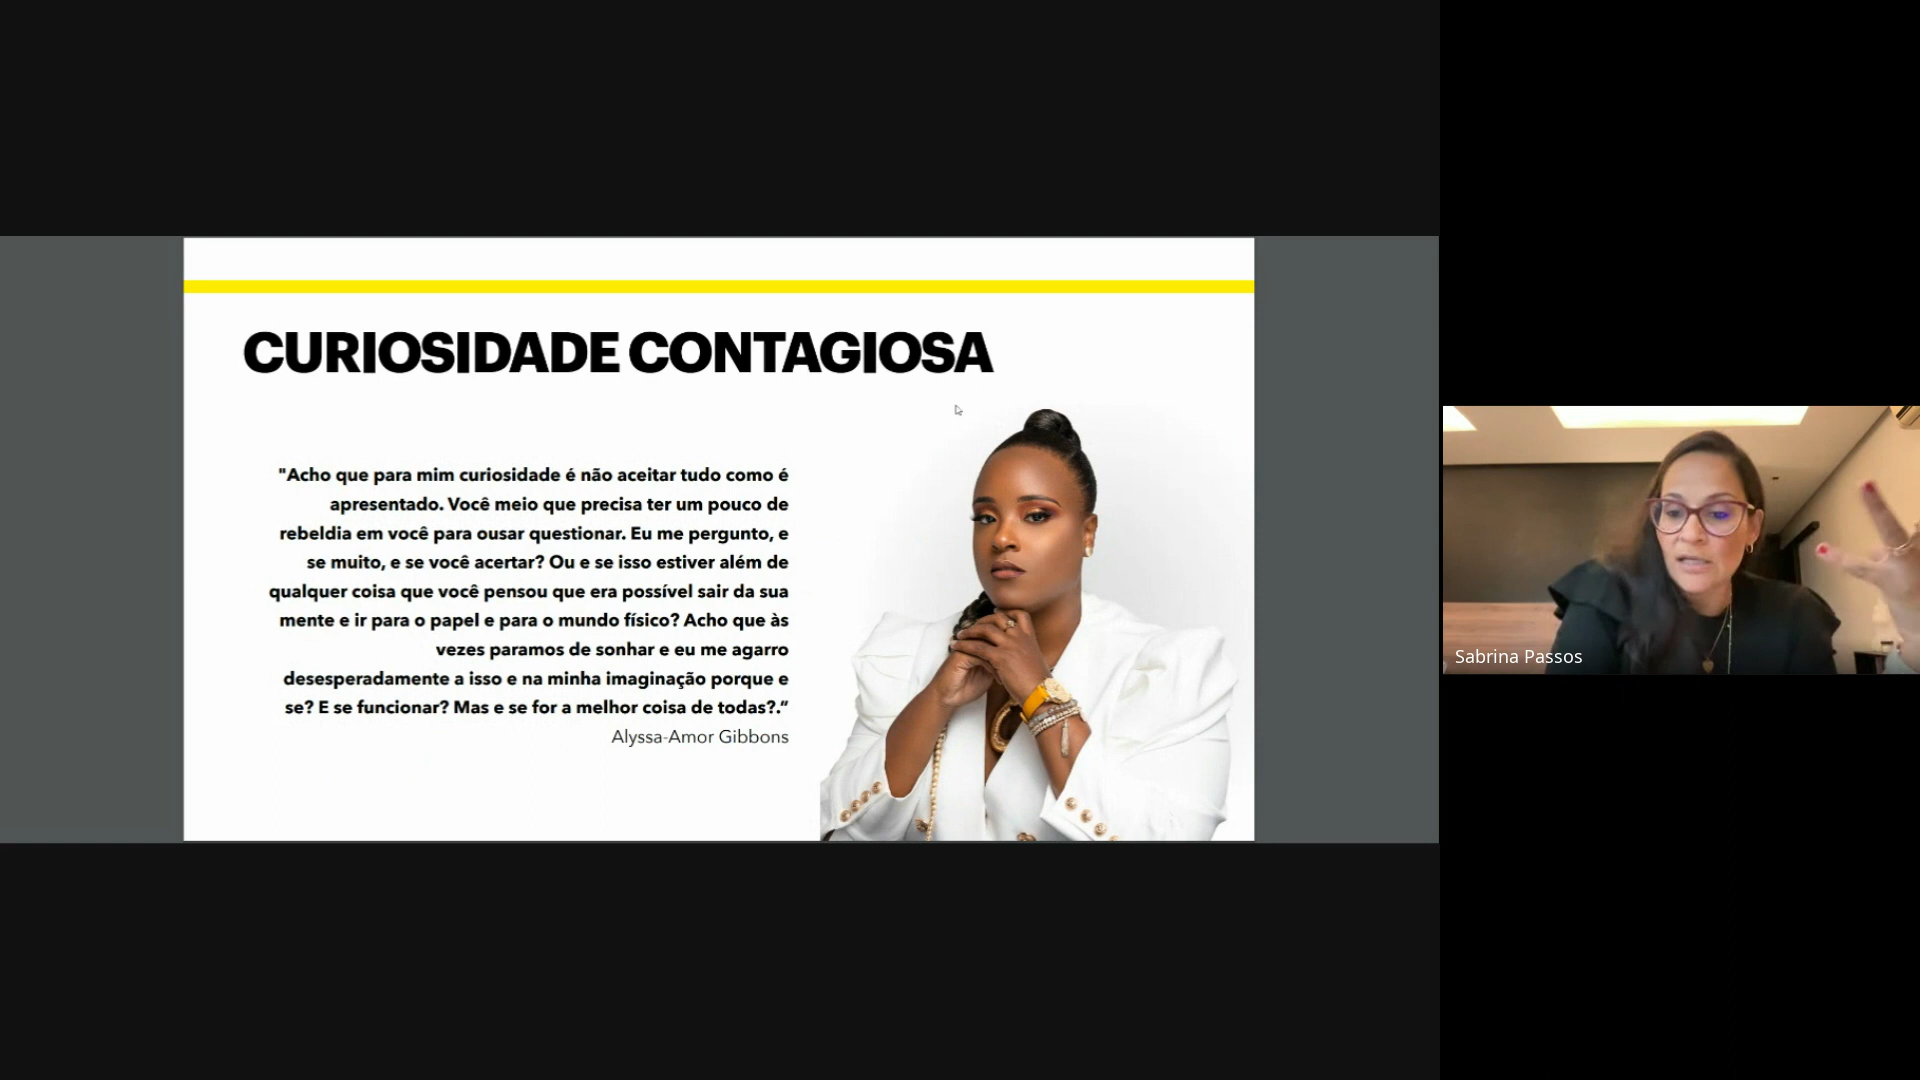 CURIOSIDADE CONTAGIOSA
"Acho que para mim curiosidade é não aceitar tudo como é
apresentado. Você meio que precisa ter um pouco de
rebeldia em você para ousar questionar. Eu me pergunto, e
se muito, e se você acertar? Ou e se isso estiver além de
qualquer coisa que você pensou que era possível sair da sua
mente e ir para o papel e para o mundo físico? Acho que às
vezes paramos de sonhar e eu me agarro
desesperadamente a isso e na minha imaginação porque e
se? E se funcionar? Mas e se for a melhor coisa de todas?.”
Alyssa-Amor Gibbons
Sabrina Passos